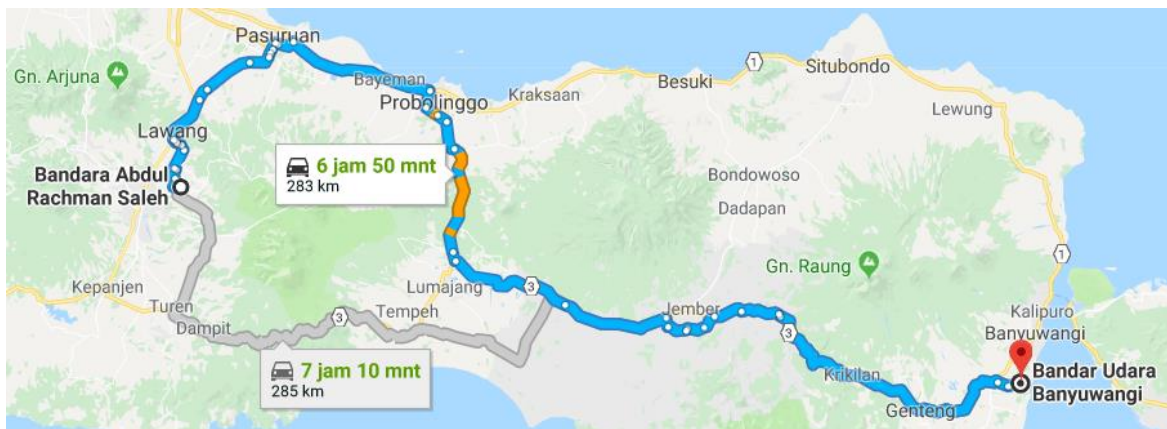 Pasuruan
Gn. Arjuna
Bayeman
Probolinggo
Kraksaan
Besuki
1
Situbondo
Lewung
Lawang
Bandara Abdul
Rachman Saleh
6 jam 50 mnt
283 km
Bondowoso
Dadapan
Gn. Raung
1
Kepanjen
Turen
Dampit
3
Tempeh
Lumajang
3
Jember
3
Kalipuro
Banyuwangi
7 jam 10 mnt
285 km
Krikilan
Genteng
Bandar Udara
Banyuwangi